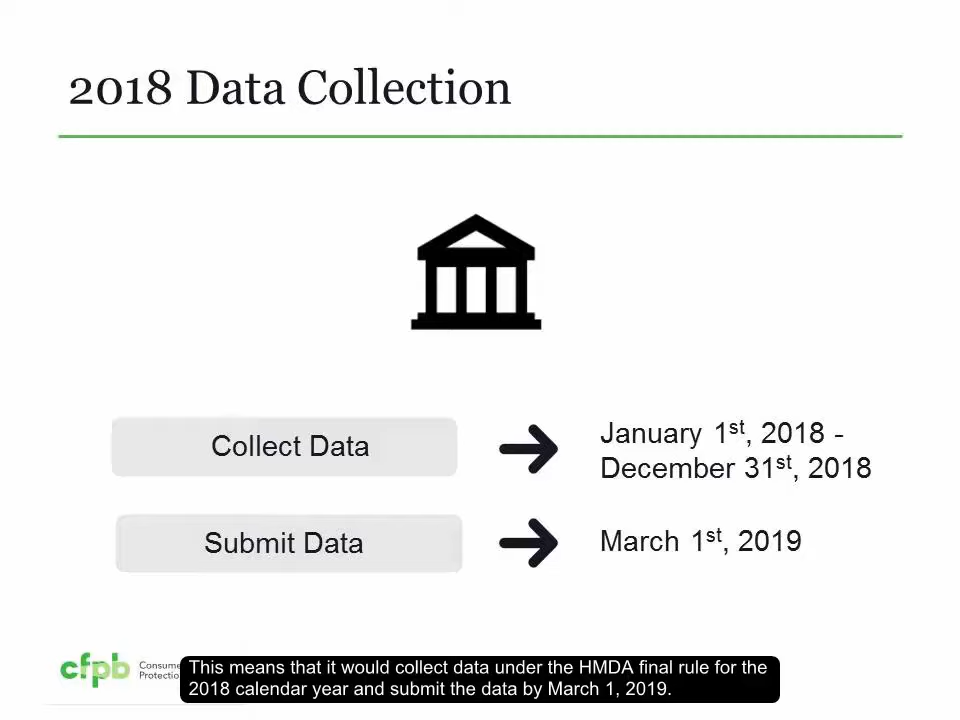 2018 Data Collection
Collect Data
January 1st, 2018 -
December 31st, 2018
Submit Data
March 1st, 2019
cfpb
This means that it would collect data under the HMDA final rule for the
2018 calendar year and submit the data by March 1, 2019.